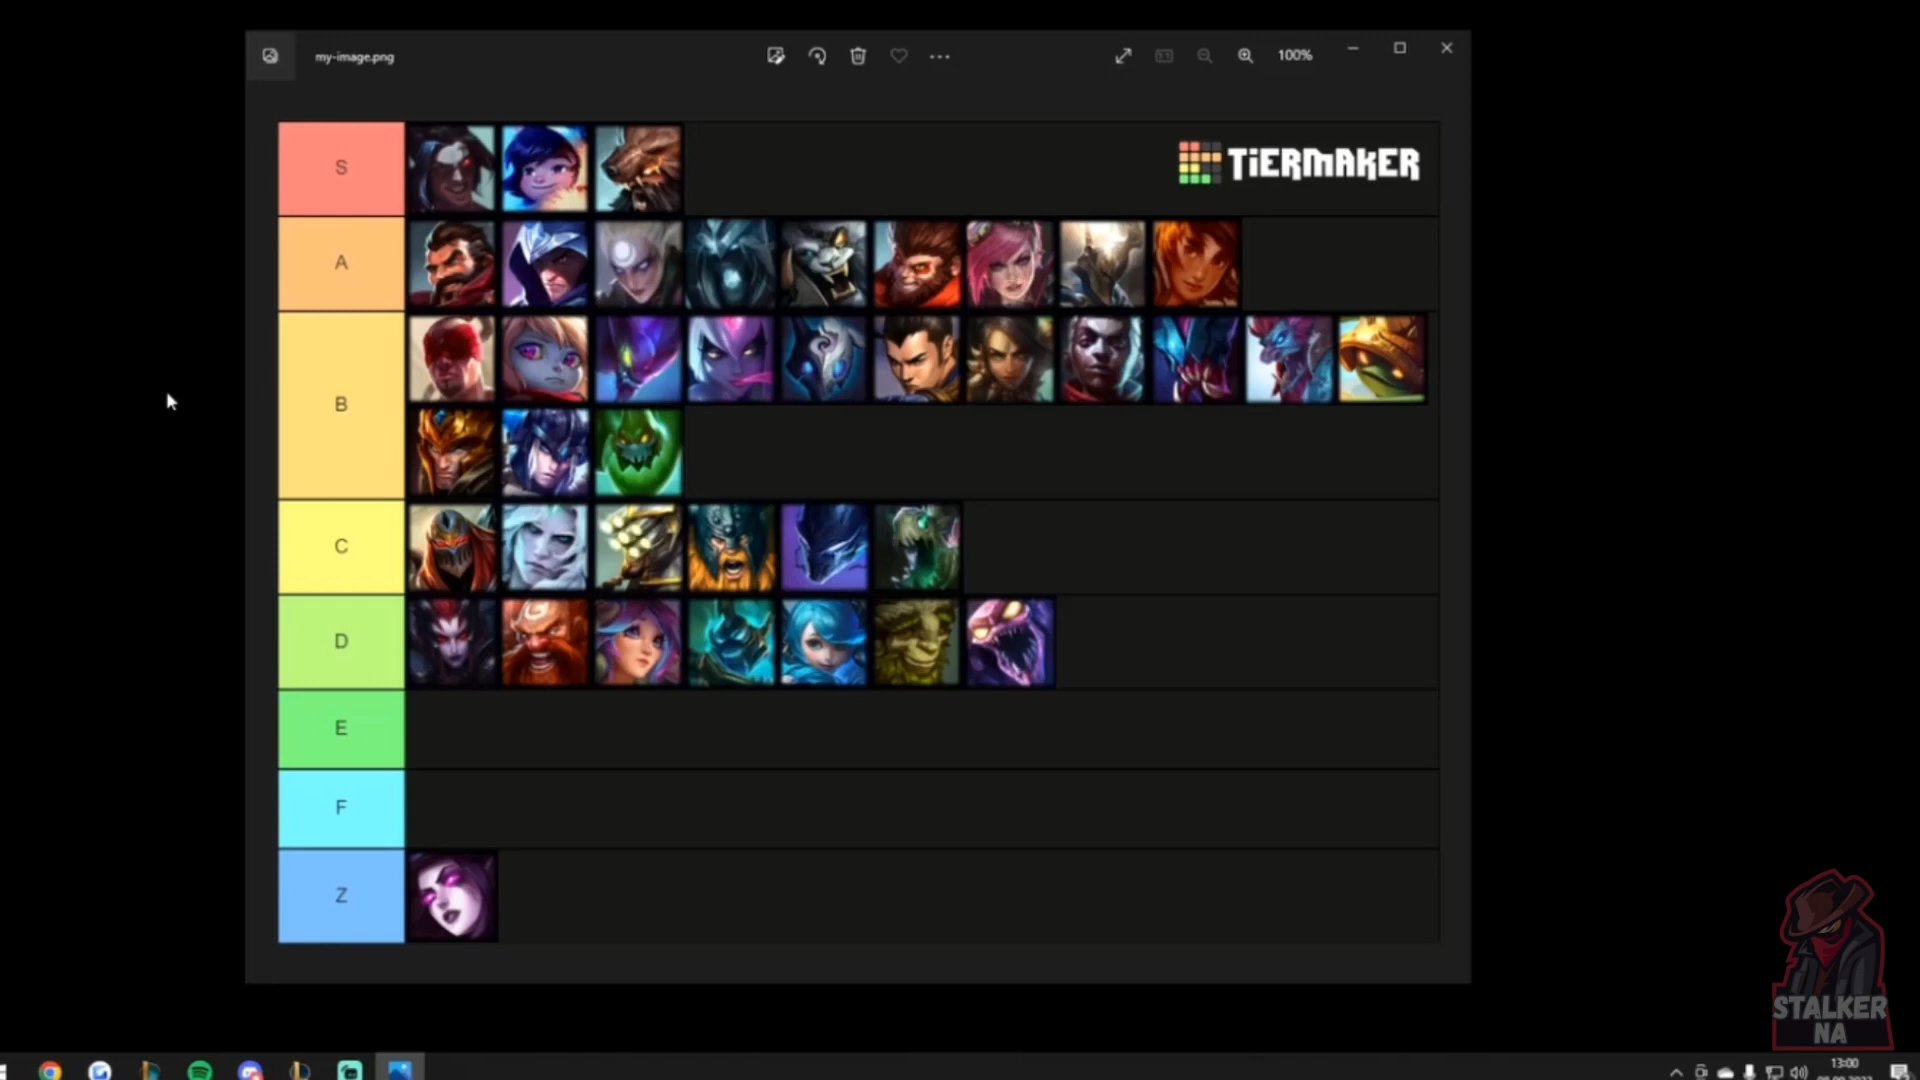 my-image.png
100%
S
TiERMAKER
A
B
C
D
E
F
Z
STALKER
NA
13:00